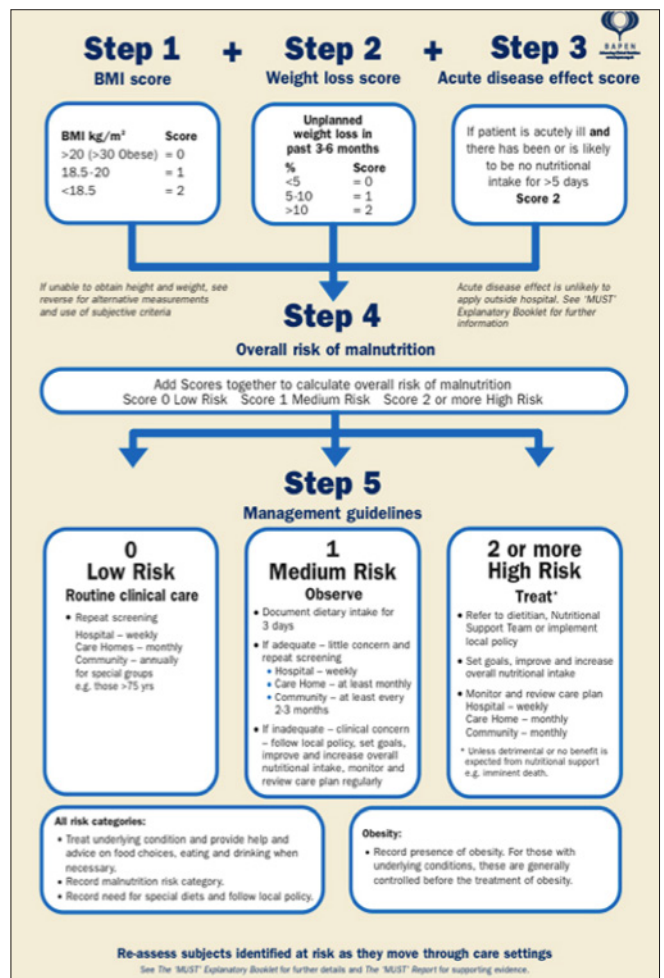 BAPEN
Step 1 + Step 2 + Step 3
BMI score
Weight loss score
Acute disease effect score
BMI kg/m² Score
>20 (>30 Obese) = 0
18.5-20 = 1
<18.5 = 2
Unplanned
weight loss in
past 3-6 months
% Score
<5 = 0
5-10 = 1
>10 = 2
If patient is acutely ill and
there has been or is likely
to be no nutritional
intake for >5 days
Score 2
If unable to obtain height and weight, see
reverse for alternative measurements
and use of subjective criteria
Acute disease effect is unlikely to
apply outside hospital. See ‘MUST’
Explanatory Booklet for further
information
Step 4
Overall risk of malnutrition
Add Scores together to calculate overall risk of malnutrition
Score 0 Low Risk Score 1 Medium Risk Score 2 or more High Risk
Step 5
Management guidelines
0
Low Risk
Routine clinical care
• Repeat screening
Hospital – weekly
Care Homes – monthly
Community – annually
for special groups
e.g. those >75 yrs
1
Medium Risk
Observe
• Document dietary intake for
3 days
• If adequate – little concern and
repeat screening
• Hospital – weekly
• Care Home – at least monthly
• Community – at least every
2-3 months
• If inadequate – clinical concern
– follow local policy, set goals,
improve and increase overall
nutritional intake, monitor and
review care plan regularly
2 or more
High Risk
Treat*
• Refer to dietitian, Nutritional
Support Team or implement
local policy
• Set goals, improve and increase
overall nutritional intake
• Monitor and review care plan
Hospital – weekly
Care Home – monthly
Community – monthly
* Unless detrimental or no benefit is
expected from nutritional support
e.g. imminent death.
All risk categories:
• Treat underlying condition and provide help and
advice on food choices, eating and drinking when
necessary.
• Record malnutrition risk category.
• Record need for special diets and follow local policy.
Obesity:
• Record presence of obesity. For those with
underlying conditions, these are generally
controlled before the treatment of obesity.
Re-assess subjects identified at risk as they move through care settings
See The ‘MUST’ Explanatory Booklet for further details and The ‘MUST’ Report for supporting evidence.